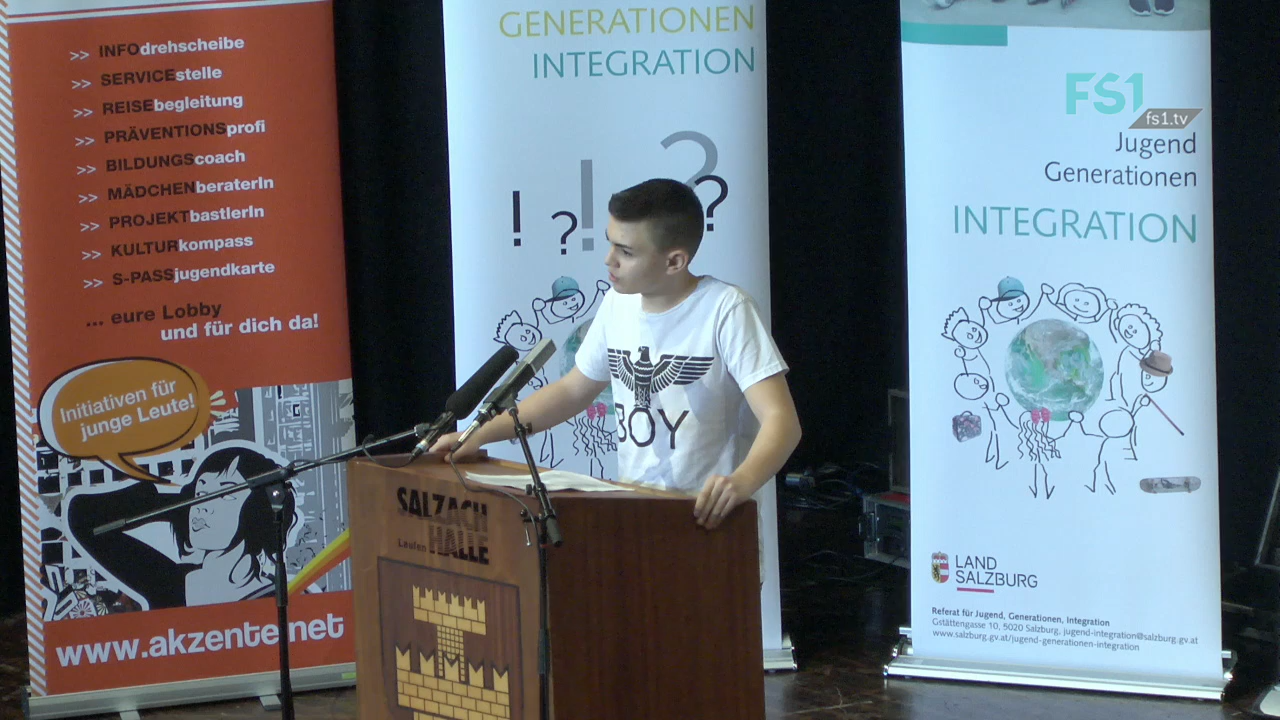 >> INFOdrehscheibe
>> SERVICEstelle
>> REISEbegleitung
>> PRÄVENTIONSprofi
>> BILDUNGScoach
>> MÄDCHENberaterIn
>> PROJEKTbastlerIn
>> KULTURkompass
>> S-PASSjugendkarte
... eure Lobby
und für dich da!
Initiativen für
junge Leute!
www.akzente.net
GENERATIONEN
INTEGRATION
! ? ! ? ?
BOY
SALZACH
Laufen HALLE
FS1
fs1.tv
Jugend
Generationen
INTEGRATION
LAND
SALZBURG
Referat für Jugend, Generationen, Integration
Gstättengasse 10, 5020 Salzburg, jugend-integration@salzburg.gv.at
www.salzburg.gv.at/jugend-generationen-integration